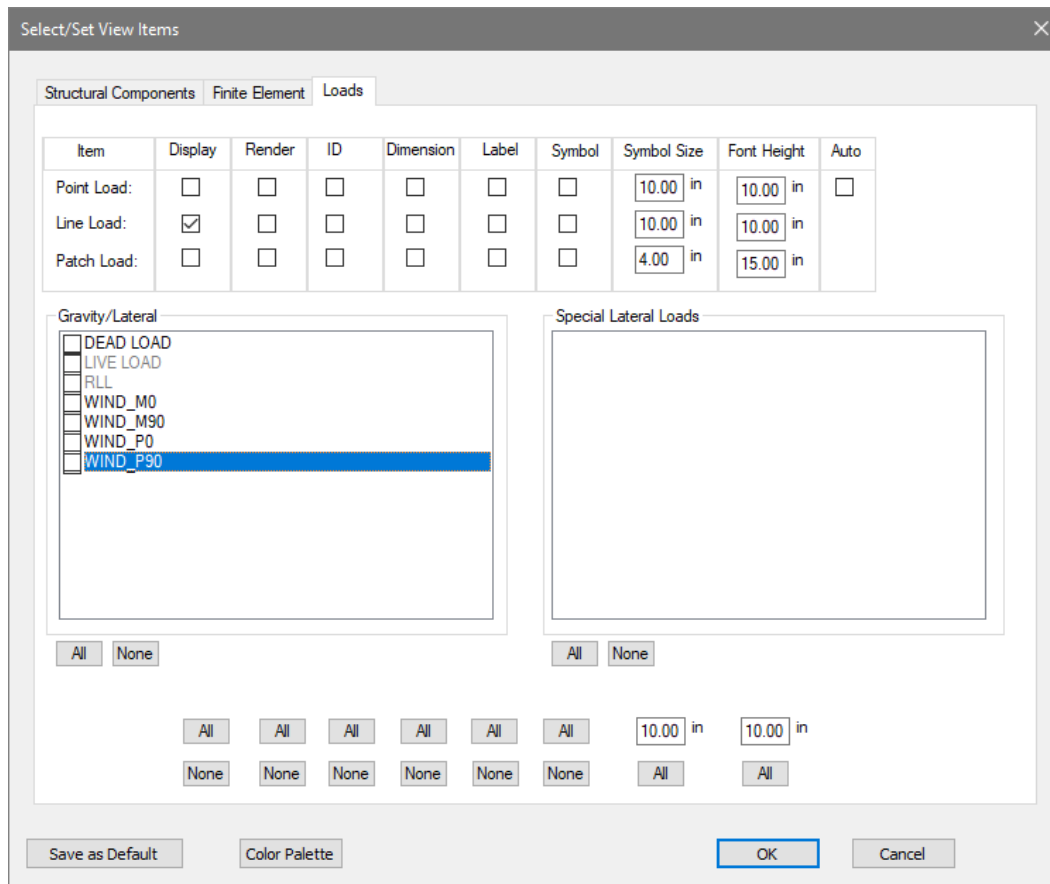 Select/Set View Items
Structural Components Finite Element Loads
Item Display Render ID Dimension Label Symbol Symbol Size Font Height Auto
Point Load: 10.00 in 10.00 in
Line Load: 10.00 in 10.00 in
Patch Load: 4.00 in 15.00 in
Gravity/Lateral Special Lateral Loads
DEAD LOAD
LIVE LOAD
RLL
WIND_M0
WIND_M90
WIND_P0
WIND_P90
All None All None
All All All All All All 10.00 in 10.00 in
None None None None None None All All
Save as Default Color Palette OK Cancel